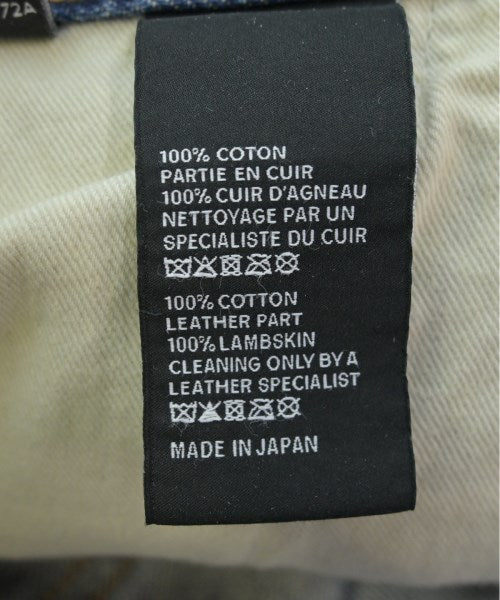 72A
100% COTON
PARTIE EN CUIR
100% CUIR D'AGNEAU
NETTOYAGE PAR UN
SPECIALISTE DU CUIR
100% COTTON
LEATHER PART
100% LAMBSKIN
CLEANING ONLY BY A
LEATHER SPECIALIST
MADE IN JAPAN